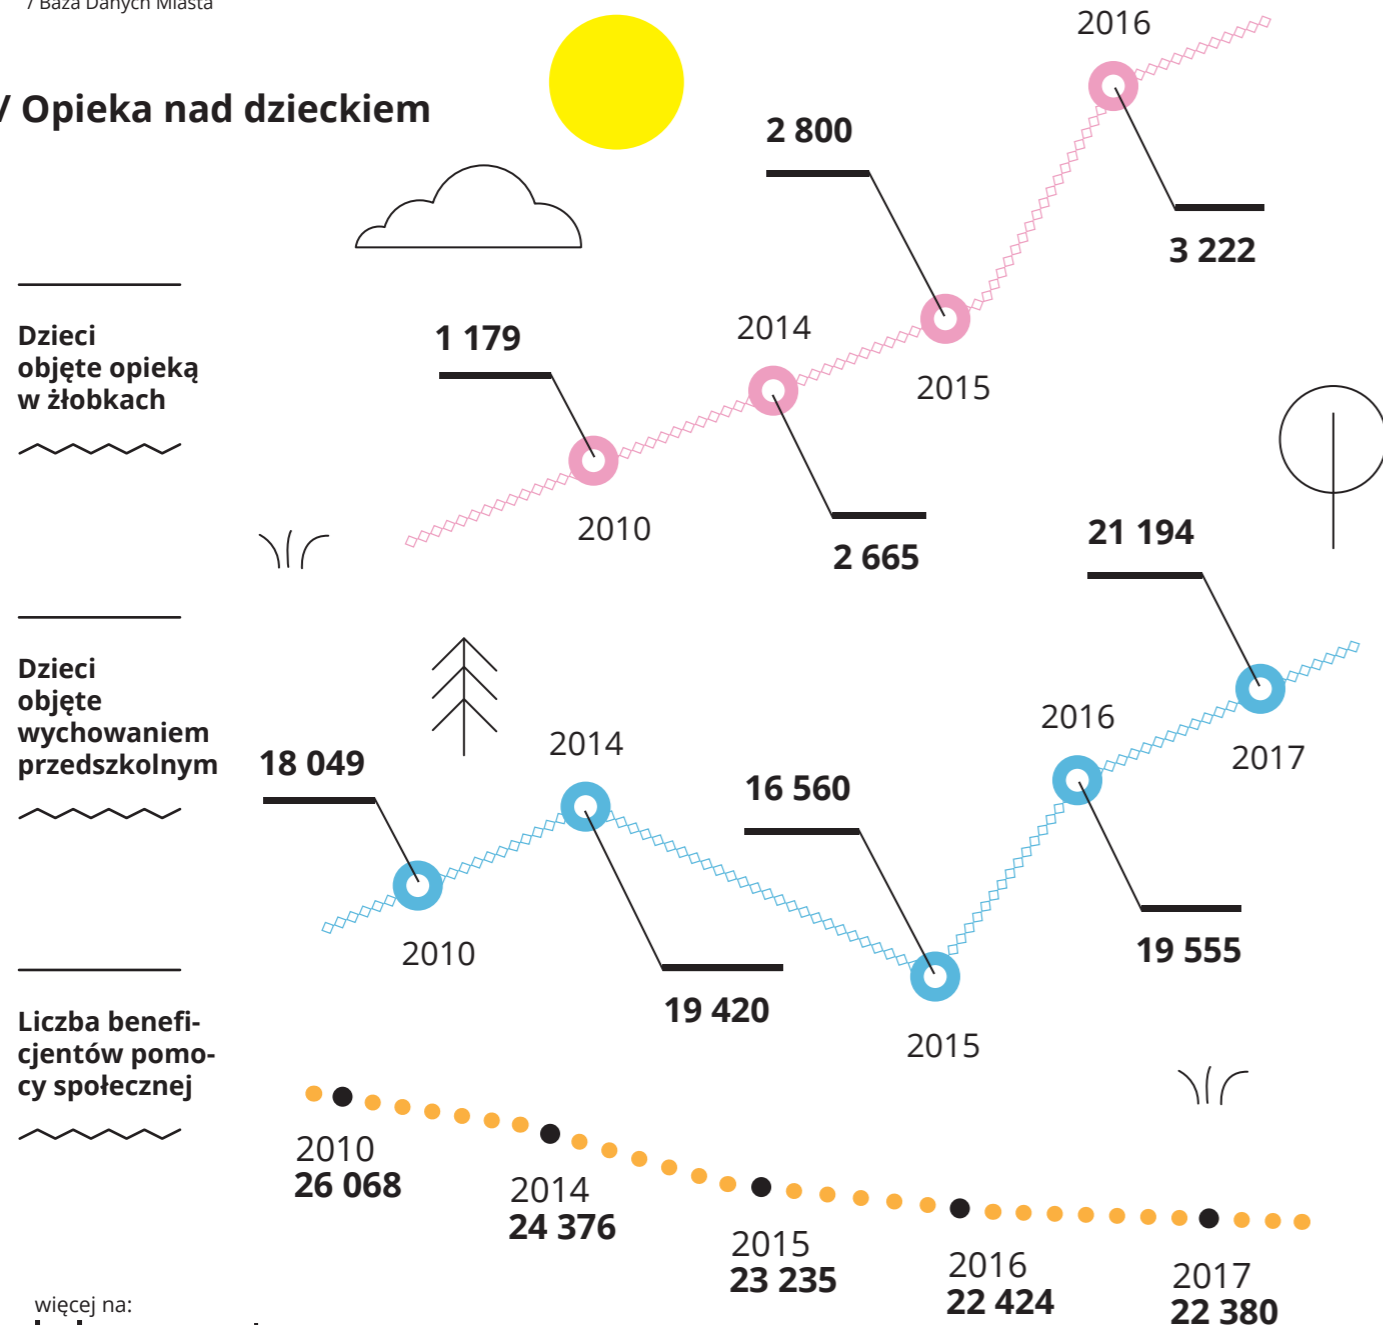 / Baza Danych Miasta
/ Opieka nad dzieckiem
Dzieci
objęte opieką
w żłobkach
1 179
2010
2014
2 665
2 800
2015
2016
3 222
Dzieci
objęte
wychowaniem
przedszkolnym
18 049
2010
2014
19 420
16 560
2015
2016
19 555
21 194
2017
Liczba benefi-
cjentów pomo-
cy społecznej
2010
26 068
2014
24 376
2015
23 235
2016
22 424
2017
22 380
więcej na: